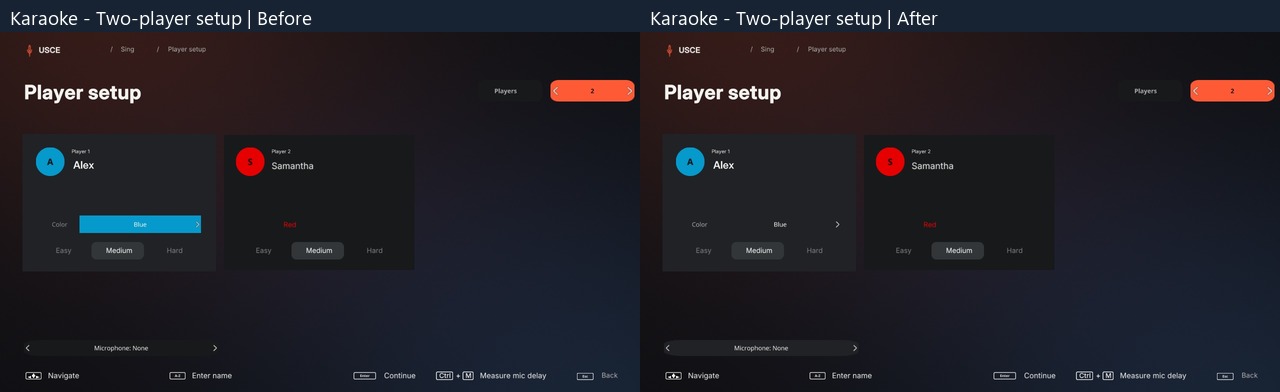 Karaoke - Two-player setup | Before
USCE / Sing / Player setup
Player setup
Players 2
A Player 1
Alex
S Player 2
Samantha
Color Blue
Red
Easy Medium Hard
Easy Medium Hard
Microphone: None
Navigate
A-Z Enter name
Enter Continue
Ctrl + M Measure mic delay
Esc Back
Karaoke - Two-player setup | After
USCE / Sing / Player setup
Player setup
Players 2
A Player 1
Alex
S Player 2
Samantha
Color Blue
Red
Easy Medium Hard
Easy Medium Hard
Microphone: None
Navigate
A-Z Enter name
Enter Continue
Ctrl + M Measure mic delay
Esc Back